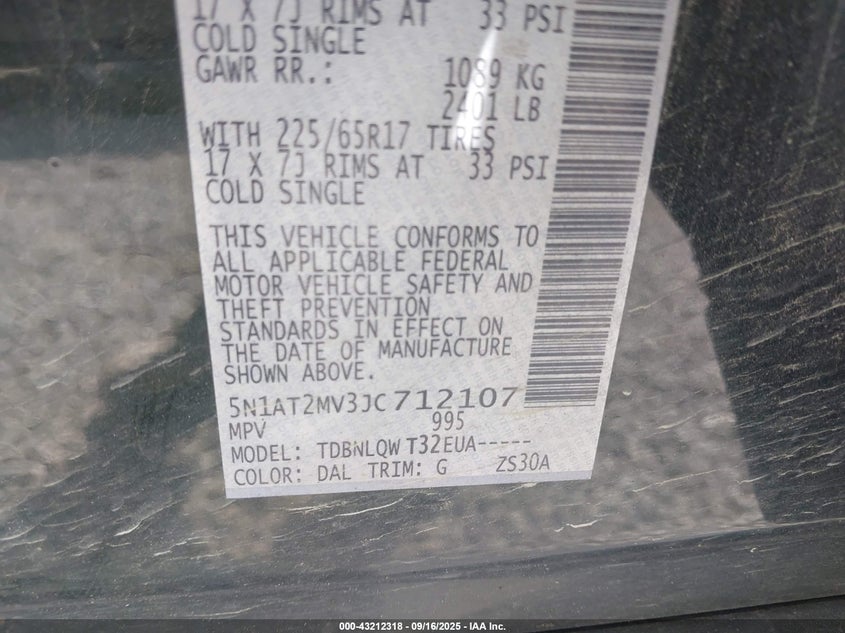 17 X 7J RIMS AT 33 PSI
COLD SINGLE
GAWR RR.: 1089 KG
2401 LB
WITH 225/65R17 TIRES
17 X 7J RIMS AT 33 PSI
COLD SINGLE
THIS VEHICLE CONFORMS TO
ALL APPLICABLE FEDERAL
MOTOR VEHICLE SAFETY AND
THEFT PREVENTION
STANDARDS IN EFFECT ON
THE DATE OF MANUFACTURE
SHOWN ABOVE.
5N1AT2MV3JC712107
MPV 995
MODEL: TDBNLQW T32EUA-----
COLOR: DAL TRIM: G ZS30A
000-43212318 - 09/16/2025 - IAA Inc.